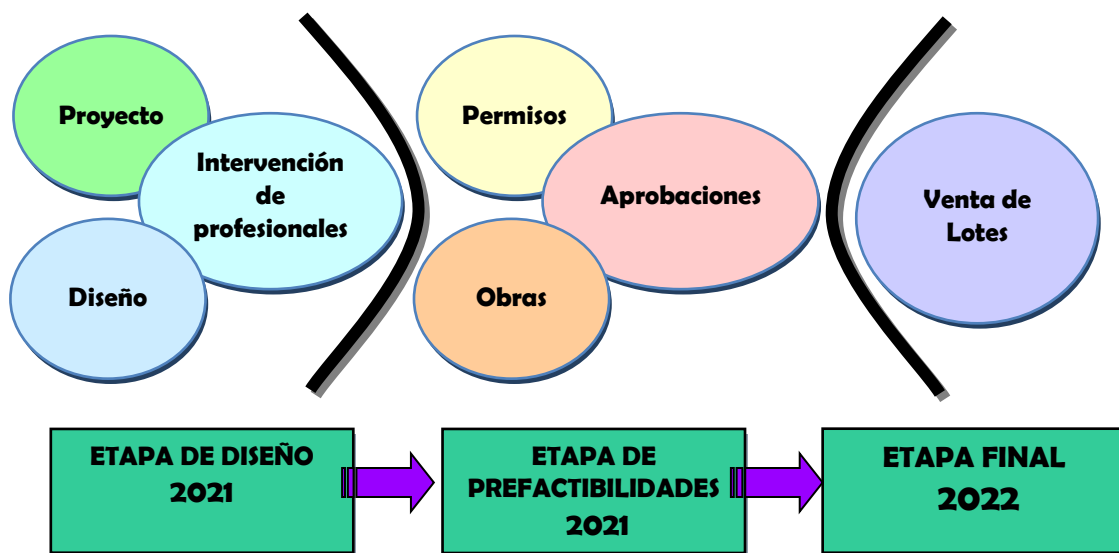 Proyecto
Intervención
de
profesionales
Diseño
Permisos
Aprobaciones
Obras
Venta de
Lotes
ETAPA DE DISEÑO
2021
ETAPA DE
PREFACTIBILIDADES
2021
ETAPA FINAL
2022